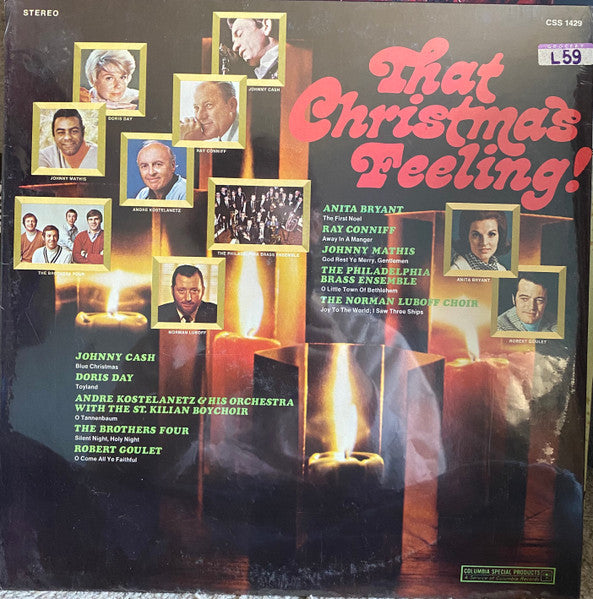 STEREO
CSS 1429
L59
That
Christmas
Feeling!
DORIS DAY
JOHNNY CASH
RAY CONNIFF
JOHNNY MATHIS
ANDRE KOSTELANETZ
THE BROTHERS FOUR
THE PHILADELPHIA BRASS ENSEMBLE
NORMAN LUBOFF
ANITA BRYANT
The First Noel
RAY CONNIFF
Away In A Manger
JOHNNY MATHIS
God Rest Ye Merry, Gentlemen
THE PHILADELPHIA
BRASS ENSEMBLE
O Little Town Of Bethlehem
THE NORMAN LUBOFF CHOIR
Joy To The World; I Saw Three Ships
ANITA BRYANT
ROBERT GOULET
JOHNNY CASH
Blue Christmas
DORIS DAY
Toyland
ANDRE KOSTELANETZ & HIS ORCHESTRA
WITH THE ST. KILIAN BOYCHOIR
O Tannenbaum
THE BROTHERS FOUR
Silent Night, Holy Night
ROBERT GOULET
O Come All Ye Faithful
COLUMBIA SPECIAL PRODUCTS
A Service of Columbia Records